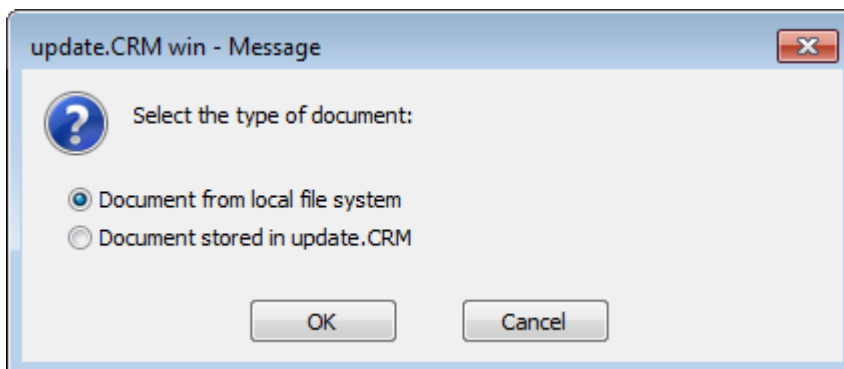 update.CRM win - Message
Select the type of document:
Document from local file system
Document stored in update.CRM
OK Cancel